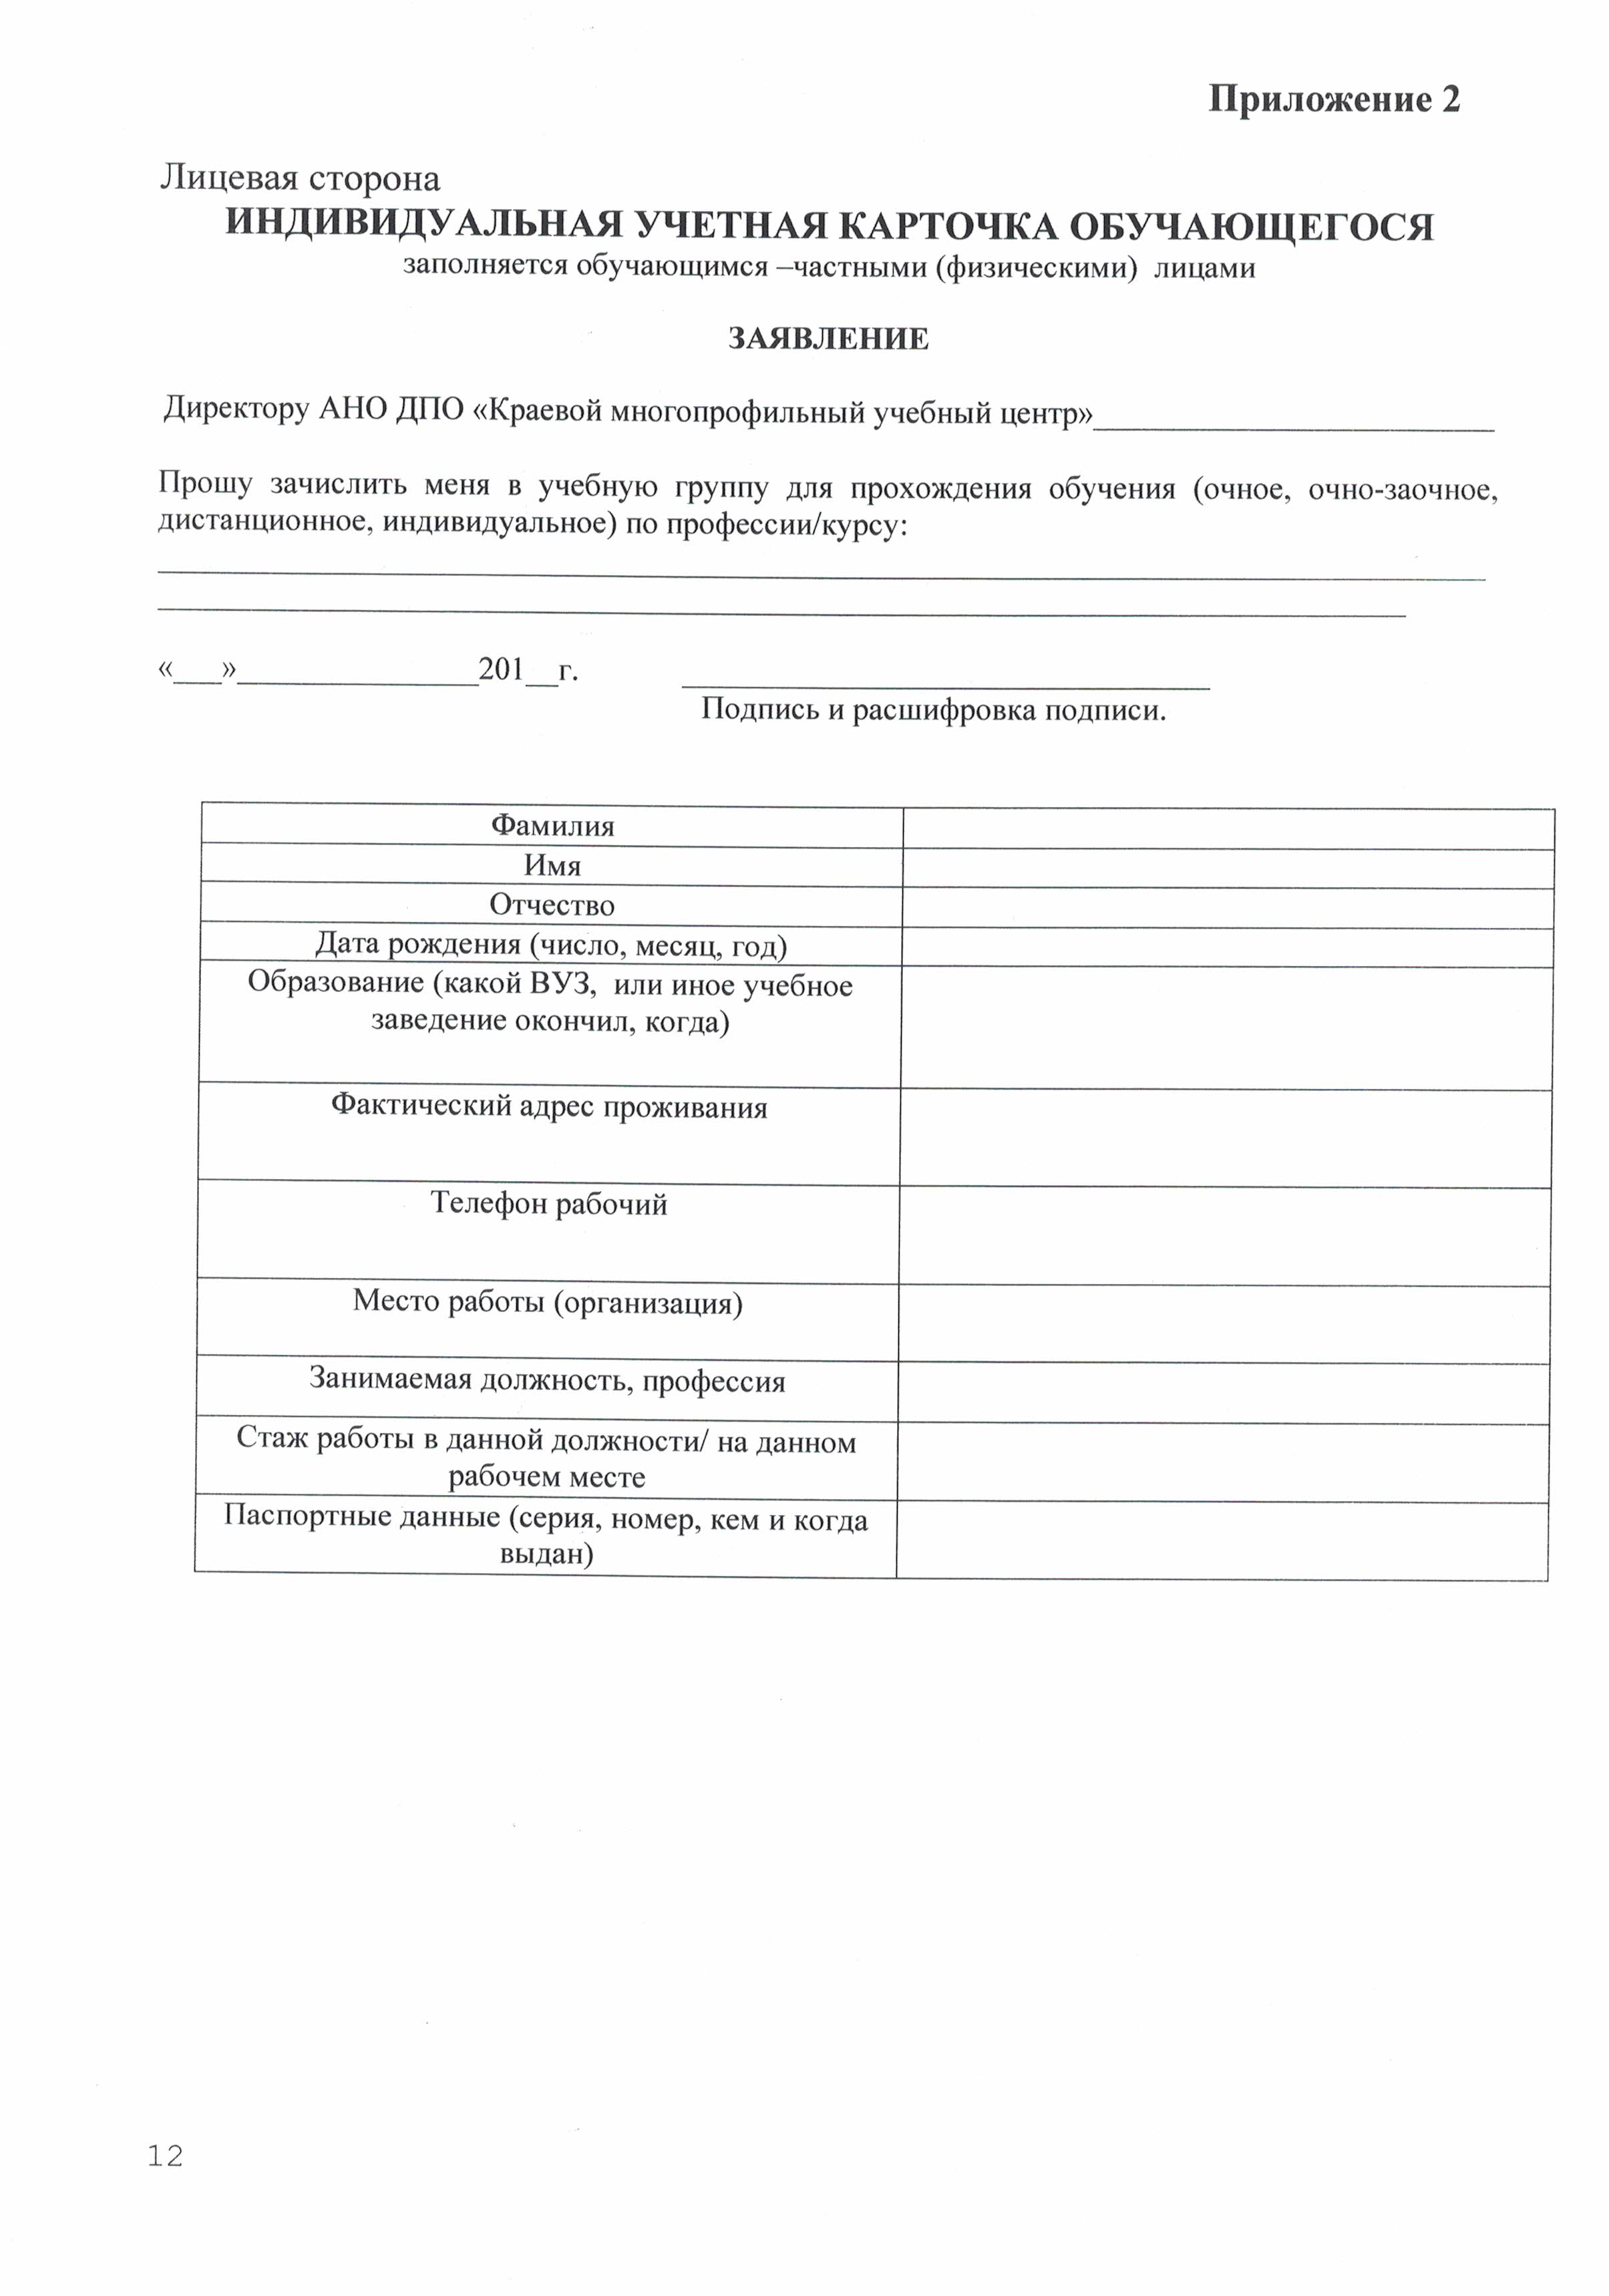 Приложение 2
Лицевая сторона
ИНДИВИДУАЛЬНАЯ УЧЕТНАЯ КАРТОЧКА ОБУЧАЮЩЕГОСЯ
заполняется обучающимся –частными (физическими)  лицами
ЗАЯВЛЕНИЕ
Директору АНО ДПО «Краевой многопрофильный учебный центр»_________________________
Прошу зачислить меня в учебную группу для прохождения обучения (очное, очно-заочное,
дистанционное, индивидуальное) по профессии/курсу:
«___»_______________201__г.
Подпись и расшифровка подписи.
Фамилия
Имя
Отчество
Дата рождения (число, месяц, год)
Образование (какой ВУЗ,  или иное учебное
заведение окончил, когда)
Фактический адрес проживания
Телефон рабочий
Место работы (организация)
Занимаемая должность, профессия
Стаж работы в данной должности/ на данном
рабочем месте
Паспортные данные (серия, номер, кем и когда
выдан)
12